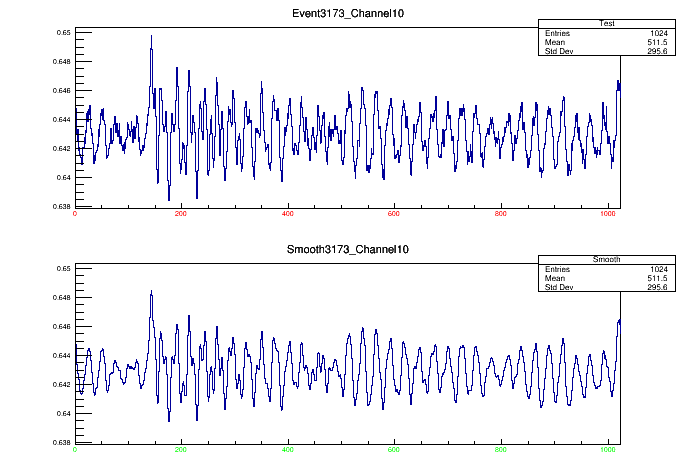 Event3173_Channel10
Test
Entries 1024
Mean 511.5
Std Dev 295.6
0.65
0.648
0.646
0.644
0.642
0.64
0.638
0 200 400 600 800 1000
Smooth3173_Channel10
Smooth
Entries 1024
Mean 511.5
Std Dev 295.6
0.65
0.648
0.646
0.644
0.642
0.64
0.638
0 200 400 600 800 1000